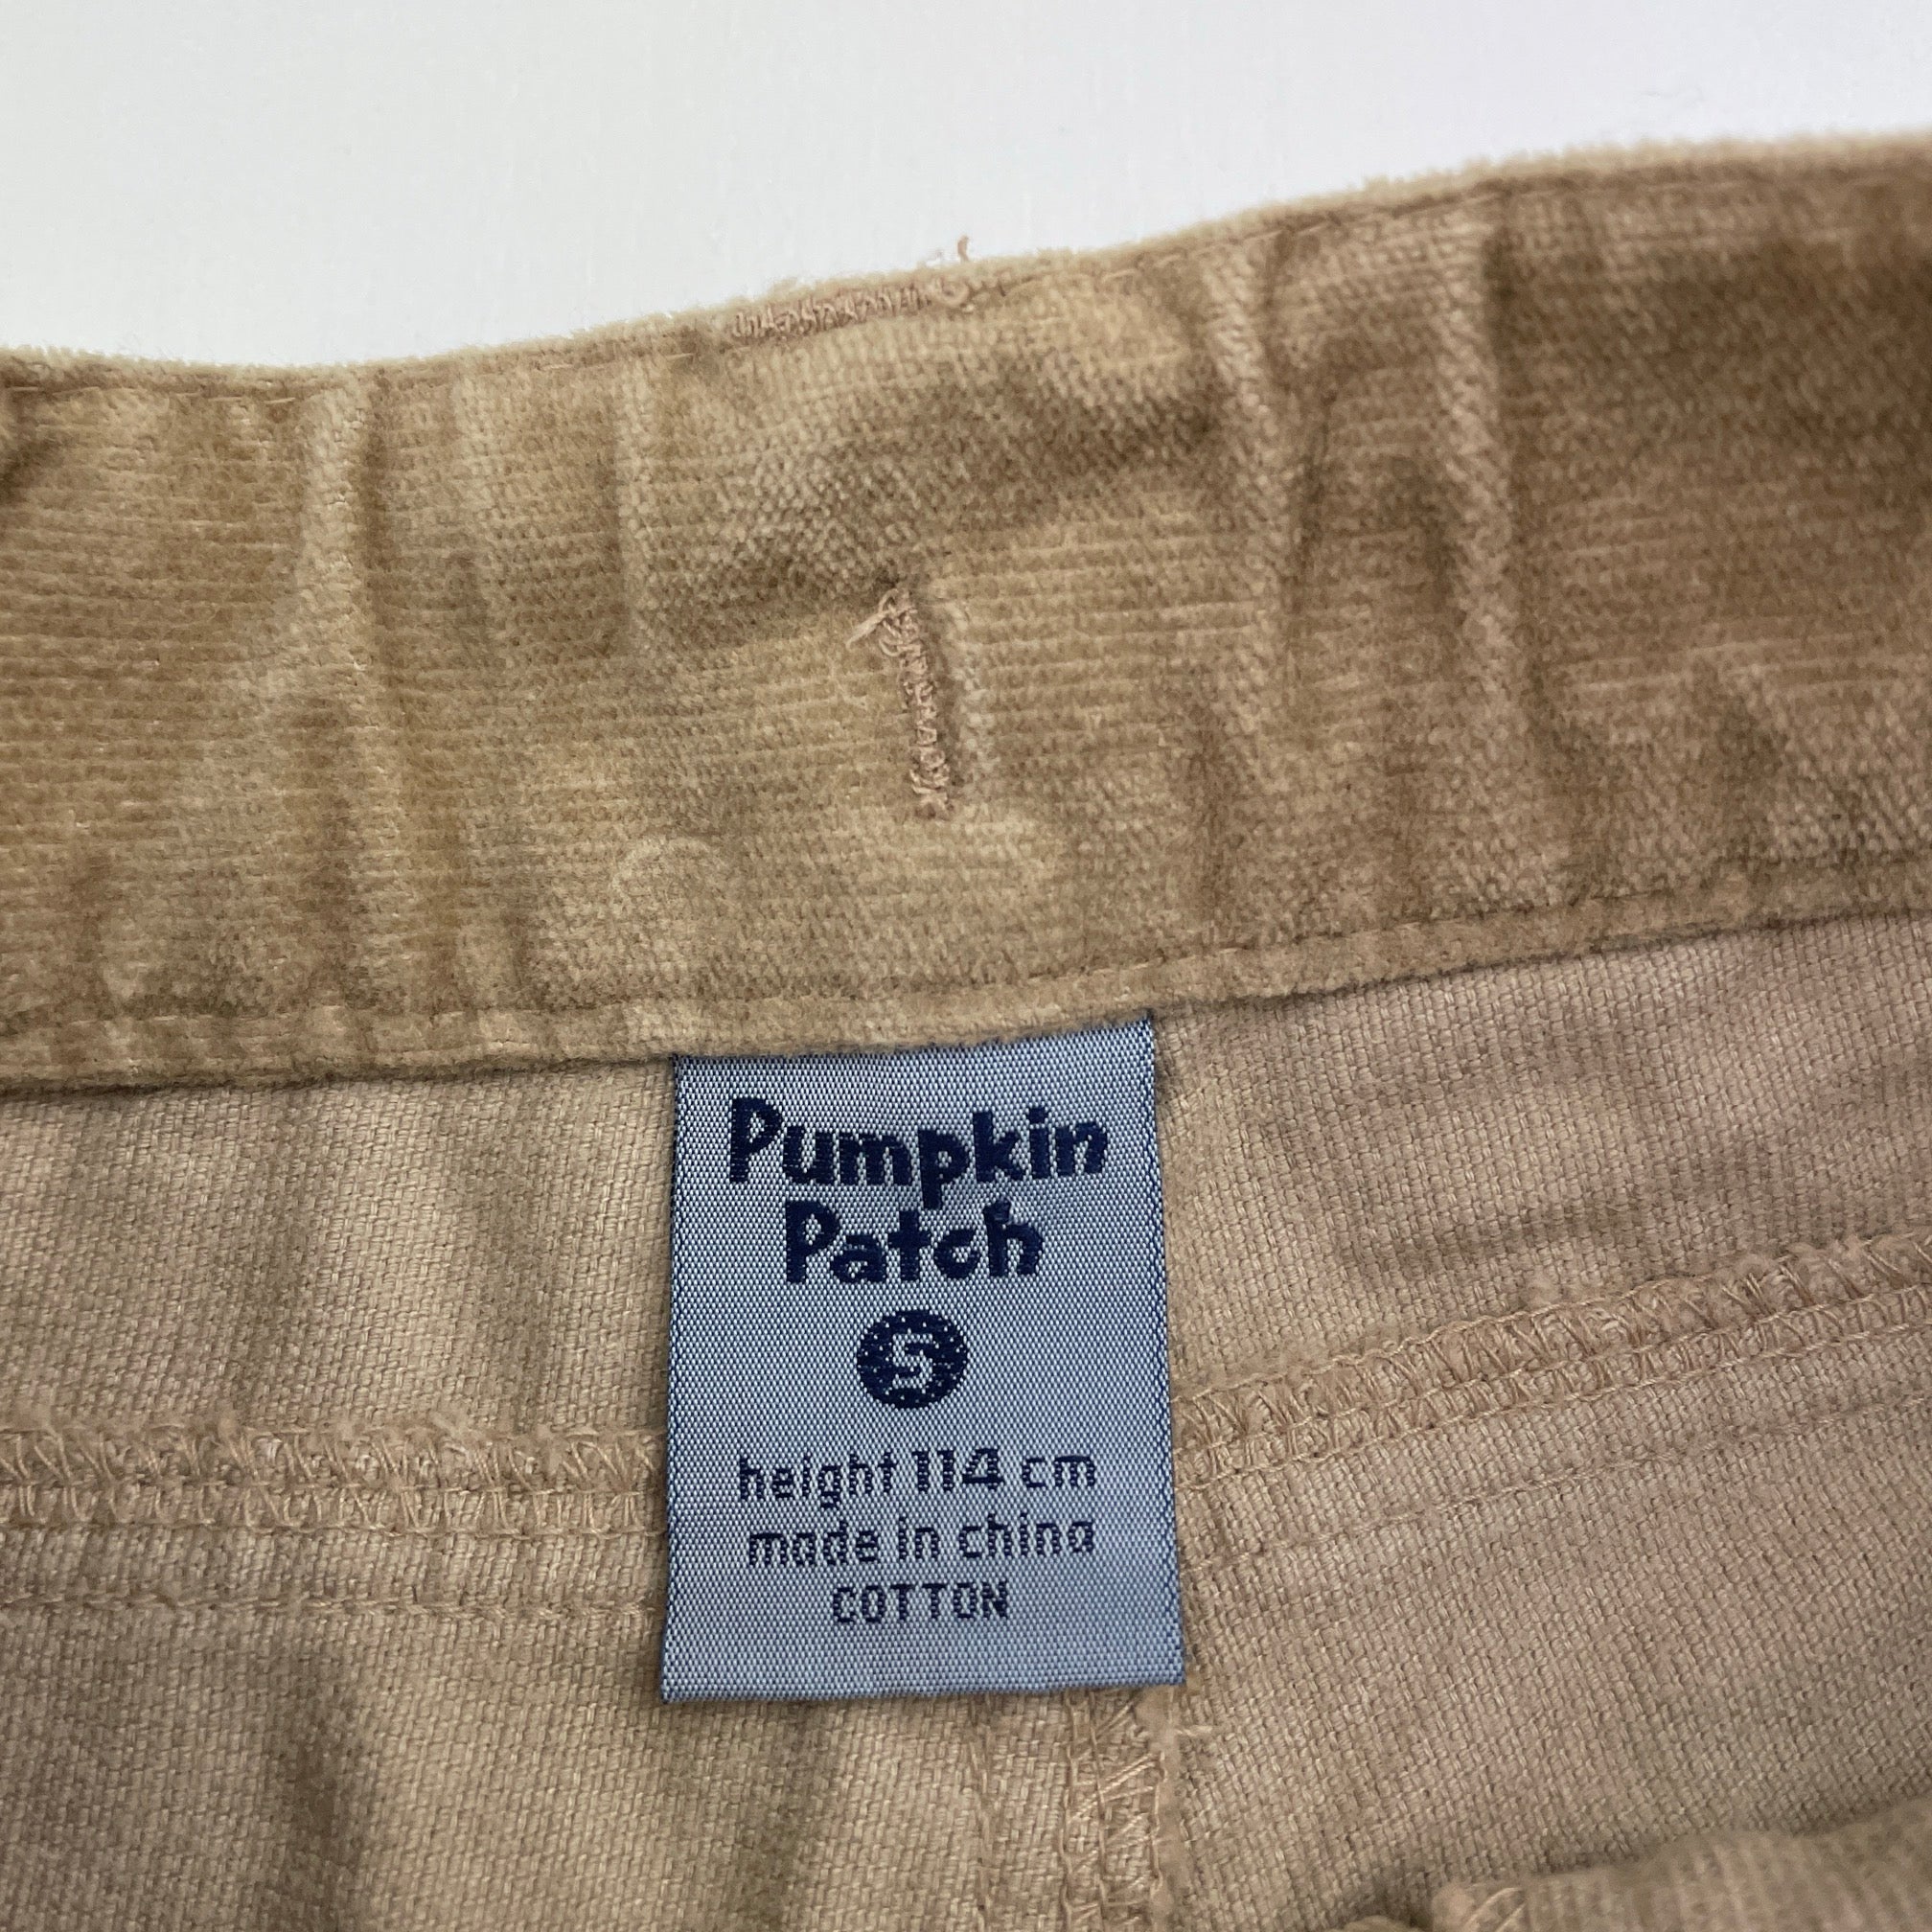 Pumpkin
Patch
5
height 114 cm
made in china
COTTON